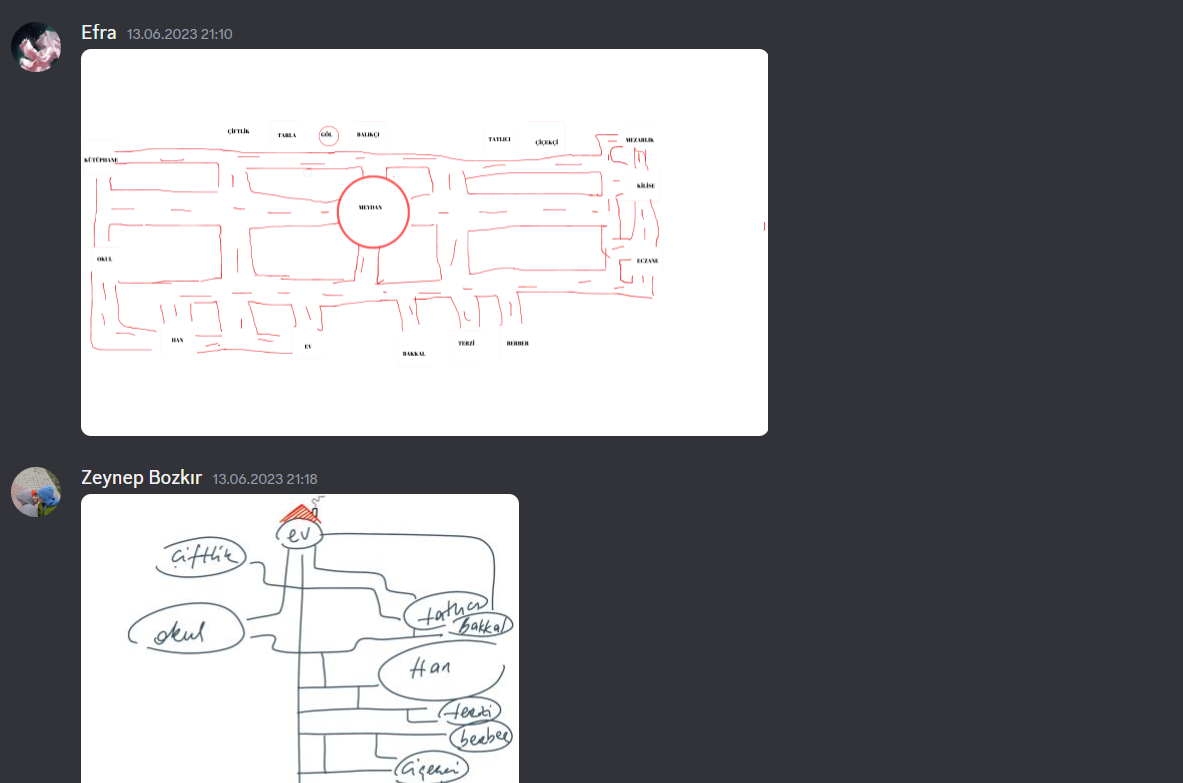 Efra 13.06.2023 21:10
ÇİFTLİK
TARLA
GÖL
BALIKÇI
TATLICI
ÇİÇEKÇİ
MEZARLIK
KÜTÜPHANE
KİLİSE
MEYDAN
OKUL
ECZANE
HAN
EV
BAKKAL
TERZİ
BERBER
Zeynep Bozkır 13.06.2023 21:18
ev
Çiftlik
tatlıcı
bakkal
okul
Han
terzi
berber
Çiçekci